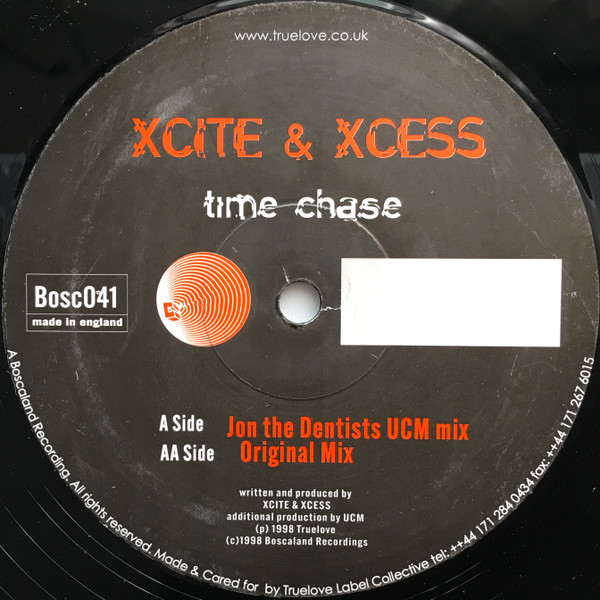 www.truelove.co.uk
XCITE & XCESS
time chase
Bosc041
made in england
A Side Jon the Dentists UCM mix
AA Side Original Mix
written and produced by
XCITE & XCESS
additional production by UCM
(p) 1998 Truelove
(c)1998 Boscaland Recordings
A Boscaland Recording. All rights reserved. Made & Cared for by Truelove Label Collective tel: ++44 171 284 0434 fax: ++44 171 267 6015